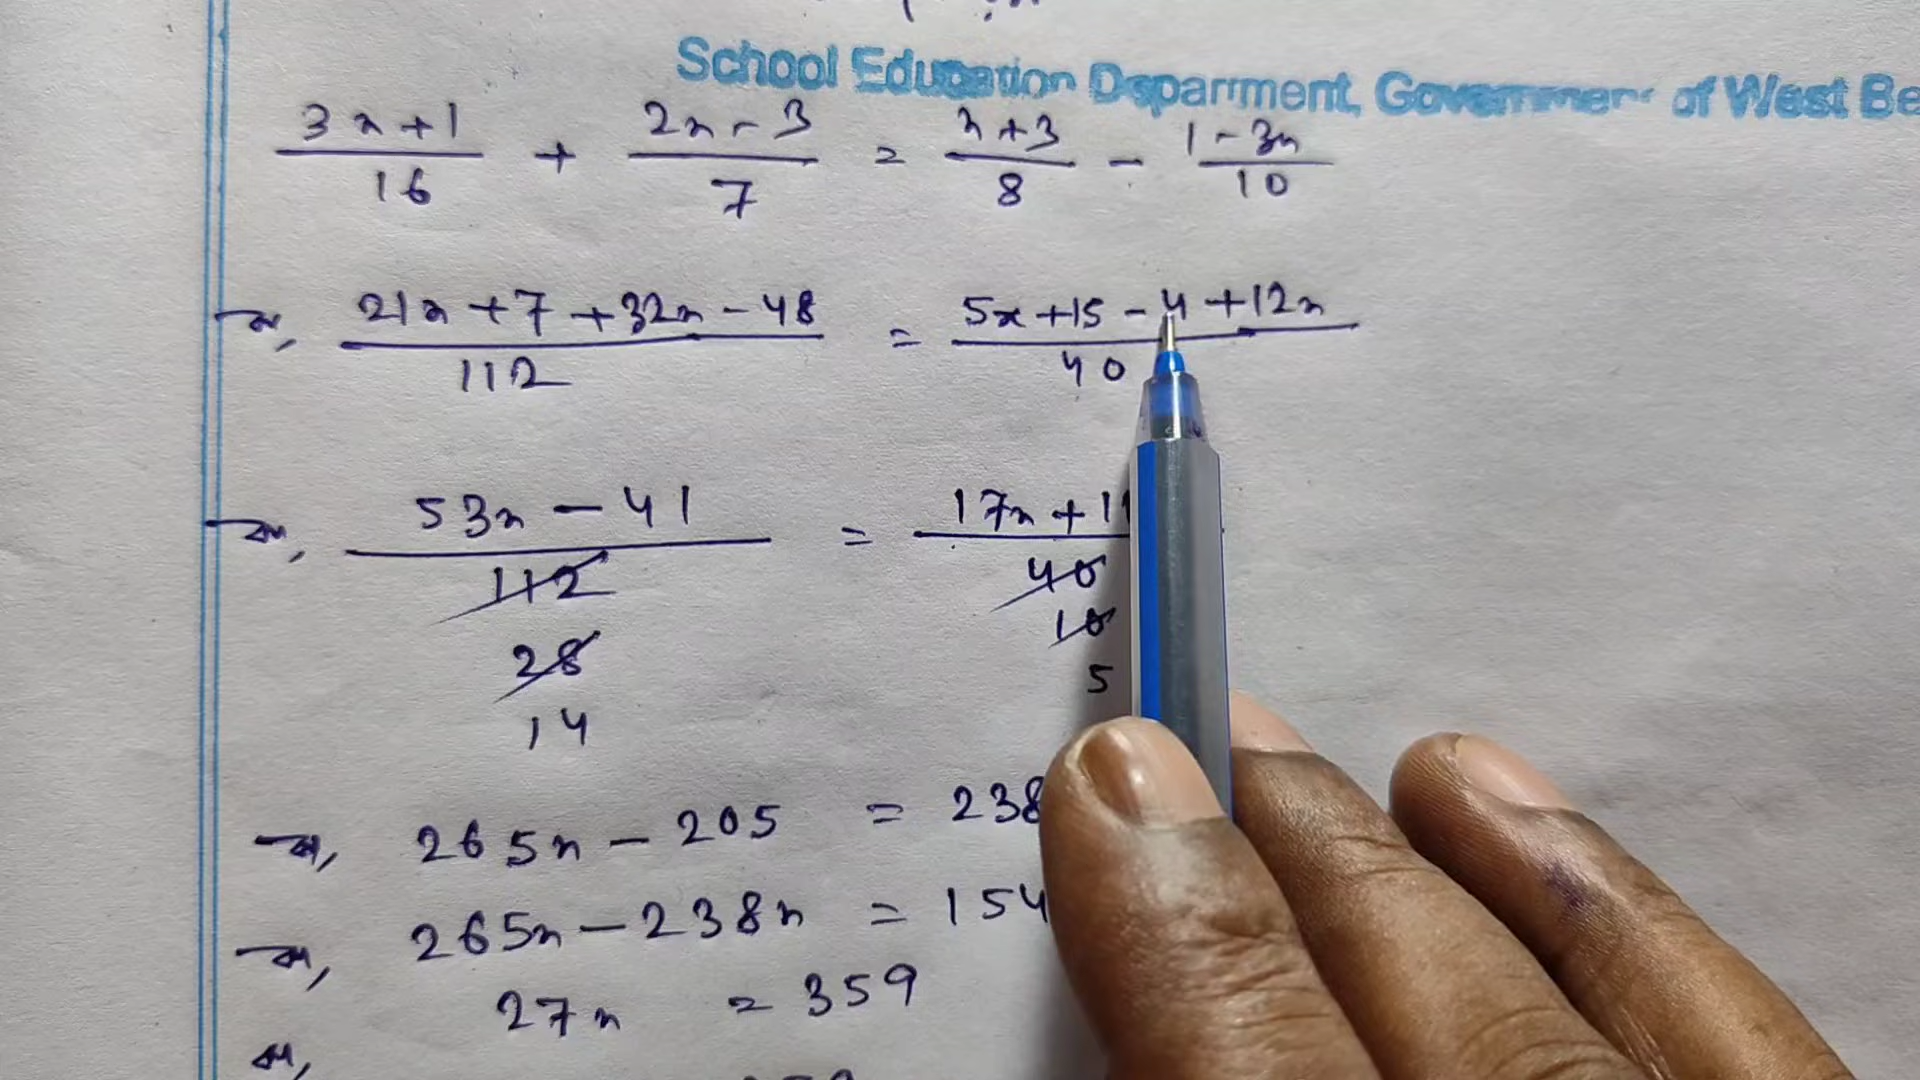 School Education Department, Government of West Be
3x+1/16 + 2x-3/7 = x+3/8 - 1-3x/10
বা, 21x+7+32x-48/112 = 5x+15-4+12x/40
বা, 53x-41/112 = 17x+11/40
28 10
14 5
বা, 265x-205 = 238
বা, 265x-238x = 154
27x = 359
বা,